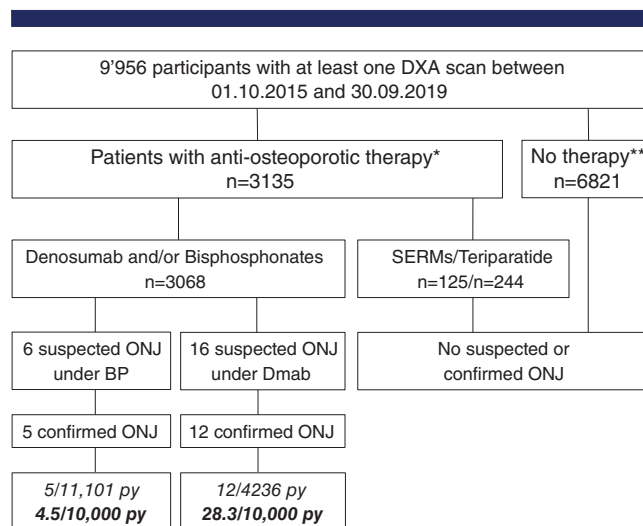 9’956 participants with at least one DXA scan between
01.10.2015 and 30.09.2019
Patients with anti-osteoporotic therapy*
n=3135
No therapy**
n=6821
Denosumab and/or Bisphosphonates
n=3068
SERMs/Teriparatide
n=125/n=244
6 suspected ONJ
under BP
16 suspected ONJ
under Dmab
No suspected or
confirmed ONJ
5 confirmed ONJ
12 confirmed ONJ
5/11,101 py
4.5/10,000 py
12/4236 py
28.3/10,000 py